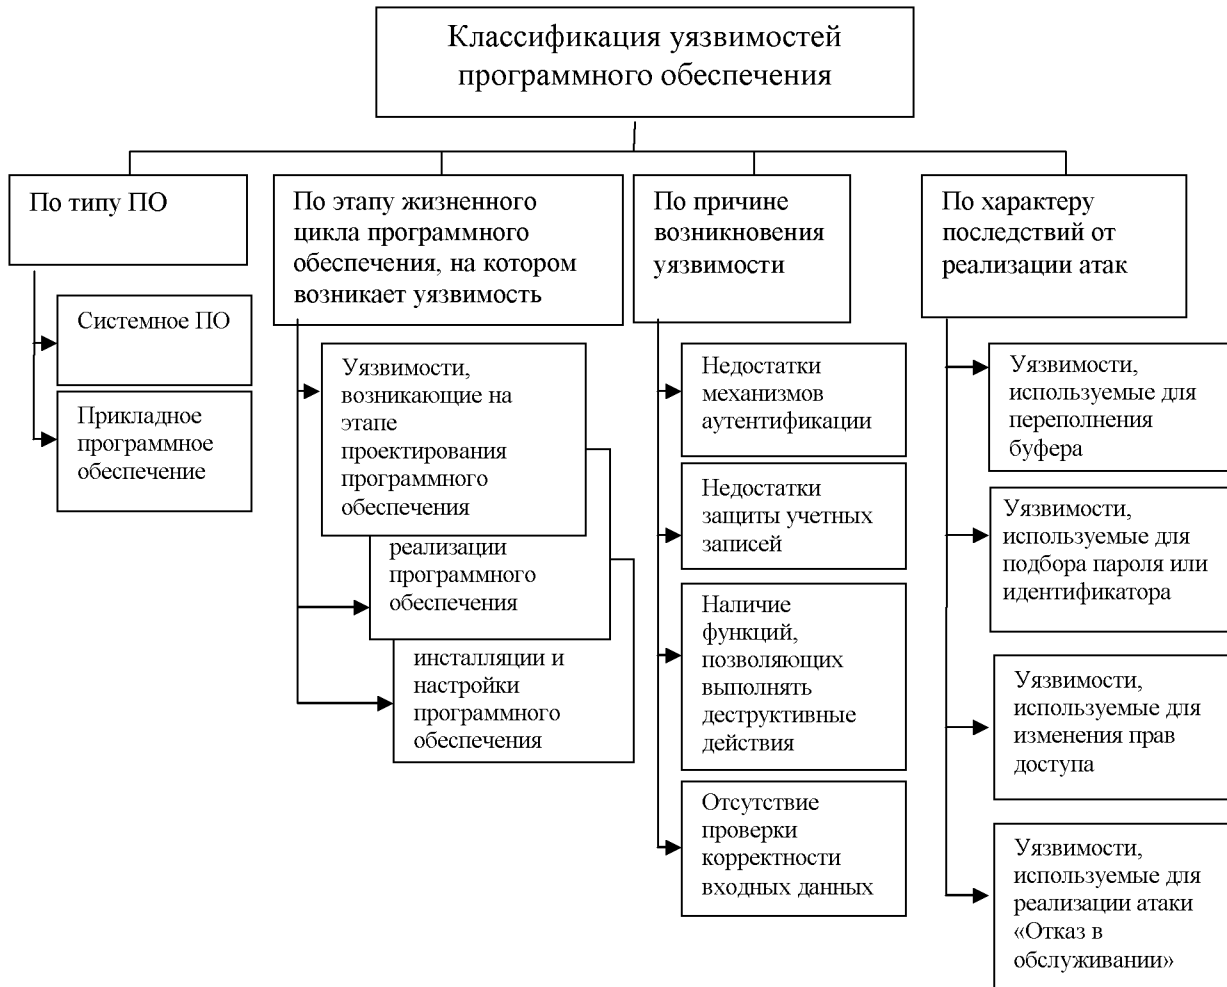 Классификация уязвимостей
программного обеспечения
По типу ПО
Системное ПО
Прикладное
программное
обеспечение
По этапу жизненного
цикла программного
обеспечения, на котором
возникает уязвимость
Уязвимости,
возникающие на
этапе
проектирования
программного
обеспечения
реализации
программного
обеспечения
инсталляции и
настройки
программного
обеспечения
По причине
возникновения
уязвимости
Недостатки
механизмов
аутентификации
Недостатки
защиты учетных
записей
Наличие
функций,
позволяющих
выполнять
деструктивные
действия
Отсутствие
проверки
корректности
входных данных
По характеру
последствий от
реализации атак
Уязвимости,
используемые для
переполнения
буфера
Уязвимости,
используемые для
подбора пароля или
идентификатора
Уязвимости,
используемые для
изменения прав
доступа
Уязвимости,
используемые для
реализации атаки
«Отказ в
обслуживании»